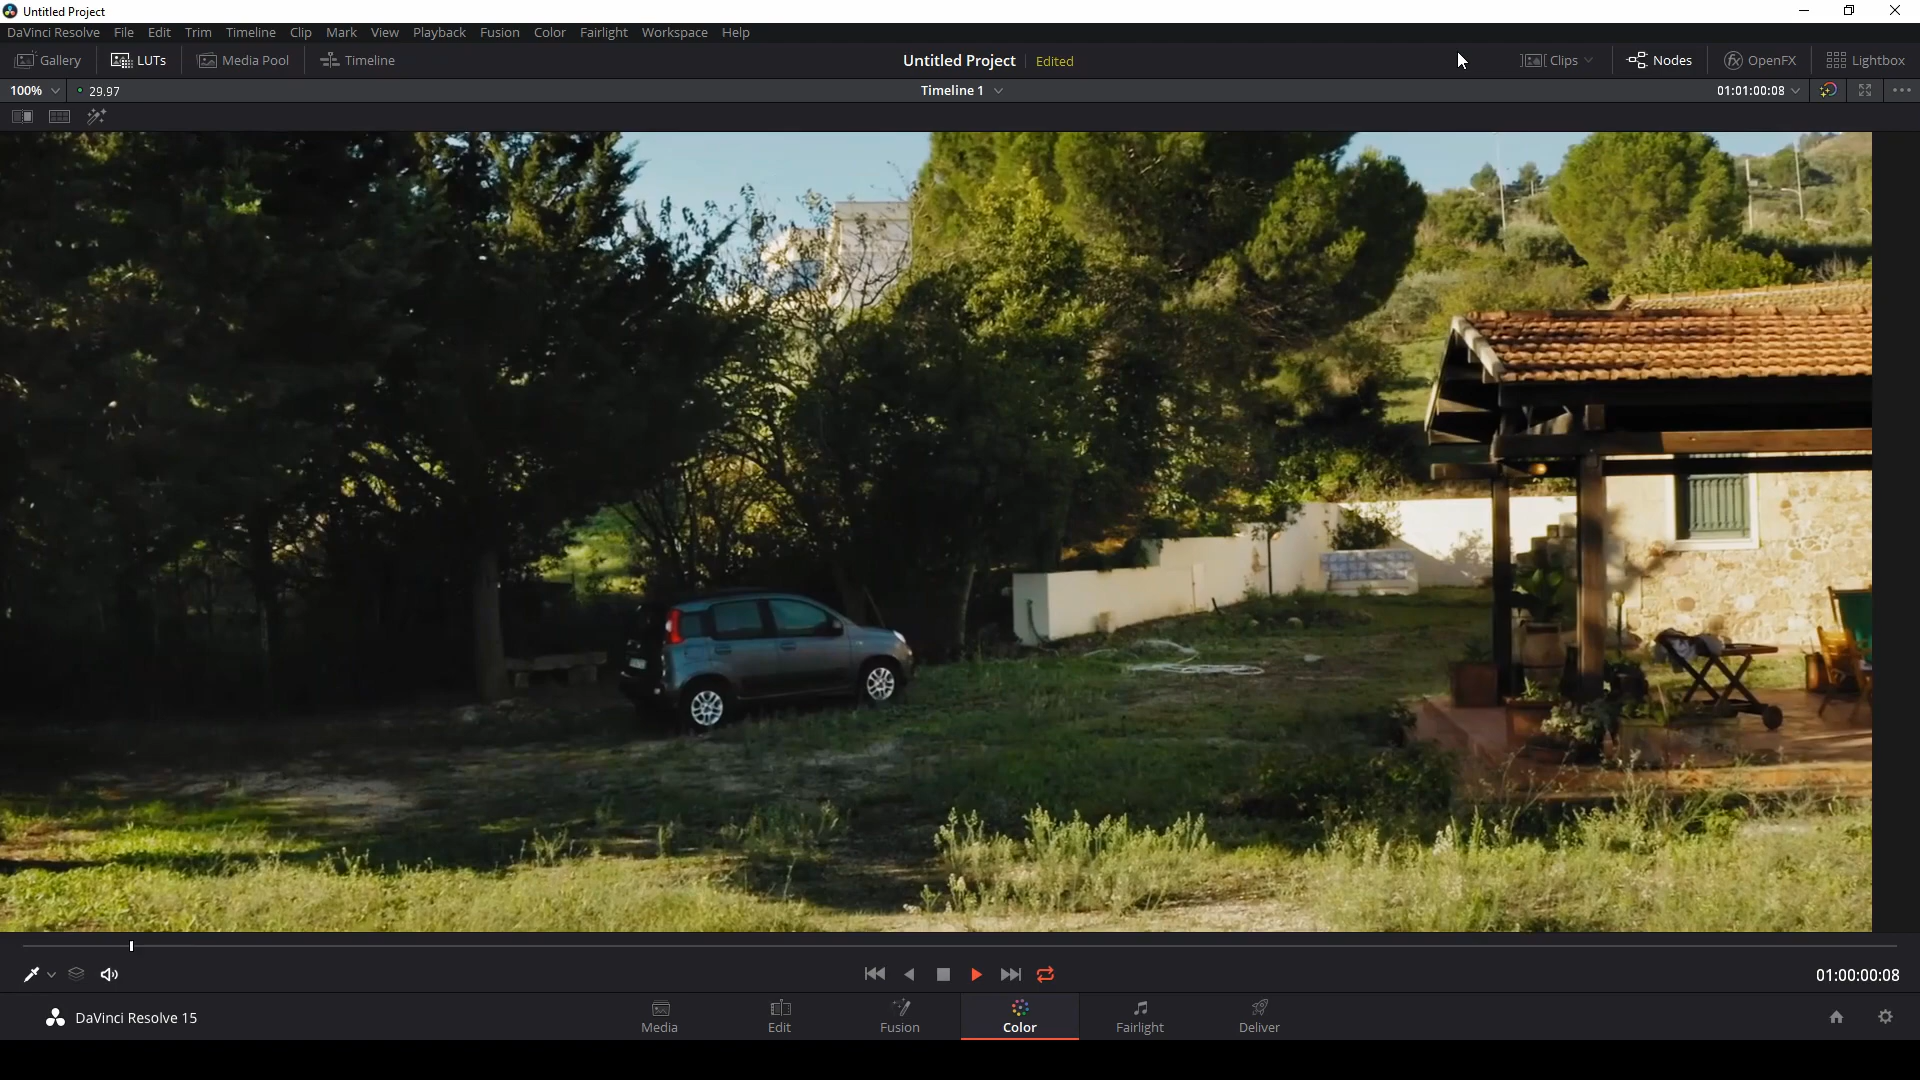 Untitled Project
DaVinci Resolve File Edit Trim Timeline Clip Mark View Playback Fusion Color Fairlight Workspace Help
Gallery LUTs Media Pool Timeline Untitled Project Edited Clips Nodes OpenFX Lightbox
100% 29.97 Timeline 1 01:01:00:08
01:00:00:08
DaVinci Resolve 15 Media Edit Fusion Color Fairlight Deliver